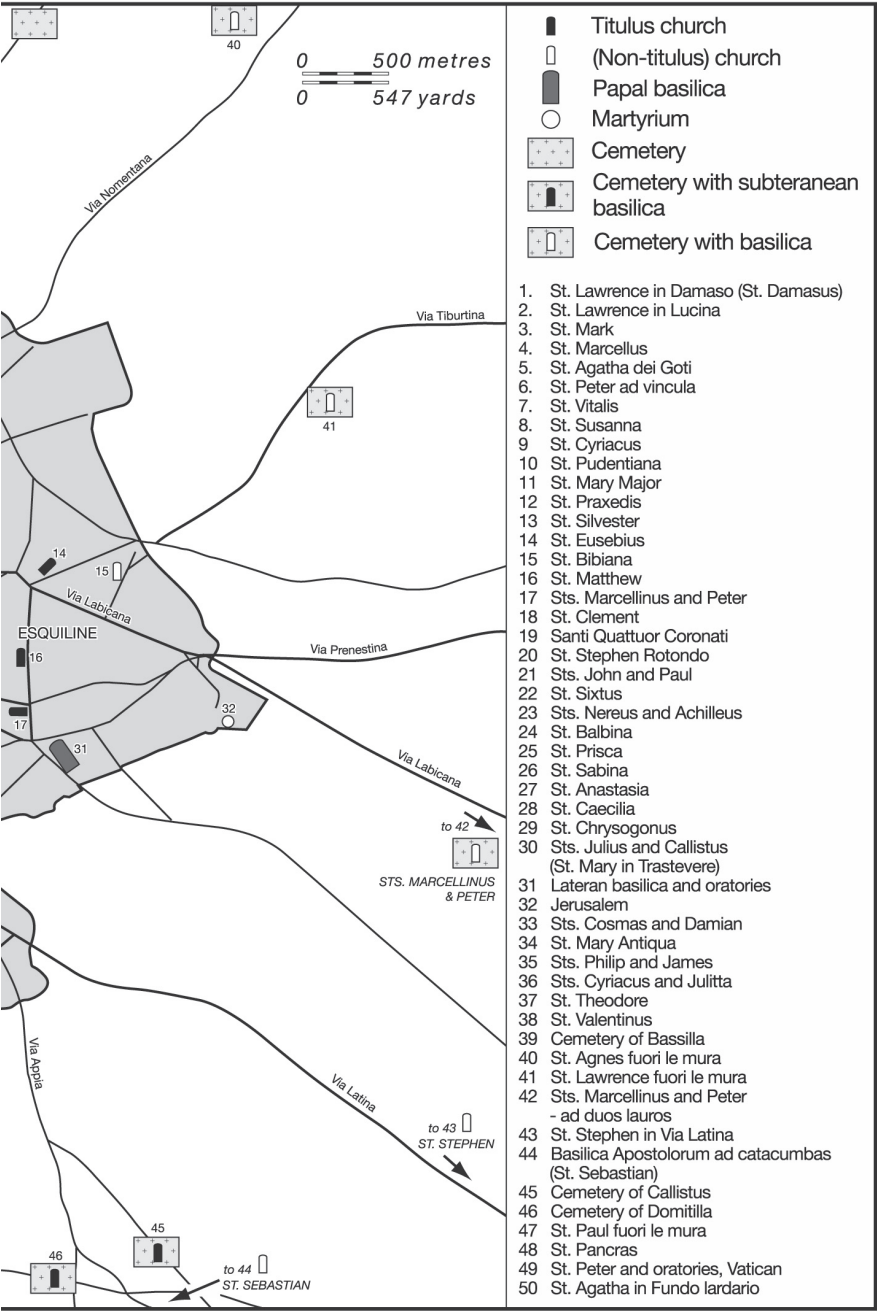 40
0 500 metres
0 547 yards
Via Nomentana
Via Tiburtina
41
14
15
Via Labicana
ESQUILINE
16
Via Prenestina
17
32
31
Via Labicana
to 42
STS. MARCELLINUS
& PETER
Via Appia
Via Latina
to 43
ST. STEPHEN
45
46
to 44
ST. SEBASTIAN
Titulus church
(Non-titulus) church
Papal basilica
Martyrium
Cemetery
Cemetery with subteranean
basilica
Cemetery with basilica
1. St. Lawrence in Damaso (St. Damasus)
2. St. Lawrence in Lucina
3. St. Mark
4. St. Marcellus
5. St. Agatha dei Goti
6. St. Peter ad vincula
7. St. Vitalis
8. St. Susanna
9 St. Cyriacus
10 St. Pudentiana
11 St. Mary Major
12 St. Praxedis
13 St. Silvester
14 St. Eusebius
15 St. Bibiana
16 St. Matthew
17 Sts. Marcellinus and Peter
18 St. Clement
19 Santi Quattuor Coronati
20 St. Stephen Rotondo
21 Sts. John and Paul
22 St. Sixtus
23 Sts. Nereus and Achilleus
24 St. Balbina
25 St. Prisca
26 St. Sabina
27 St. Anastasia
28 St. Caecilia
29 St. Chrysogonus
30 Sts. Julius and Callistus
(St. Mary in Trastevere)
31 Lateran basilica and oratories
32 Jerusalem
33 Sts. Cosmas and Damian
34 St. Mary Antiqua
35 Sts. Philip and James
36 Sts. Cyriacus and Julitta
37 St. Theodore
38 St. Valentinus
39 Cemetery of Bassilla
40 St. Agnes fuori le mura
41 St. Lawrence fuori le mura
42 Sts. Marcellinus and Peter
- ad duos lauros
43 St. Stephen in Via Latina
44 Basilica Apostolorum ad catacumbas
(St. Sebastian)
45 Cemetery of Callistus
46 Cemetery of Domitilla
47 St. Paul fuori le mura
48 St. Pancras
49 St. Peter and oratories, Vatican
50 St. Agatha in Fundo lardario